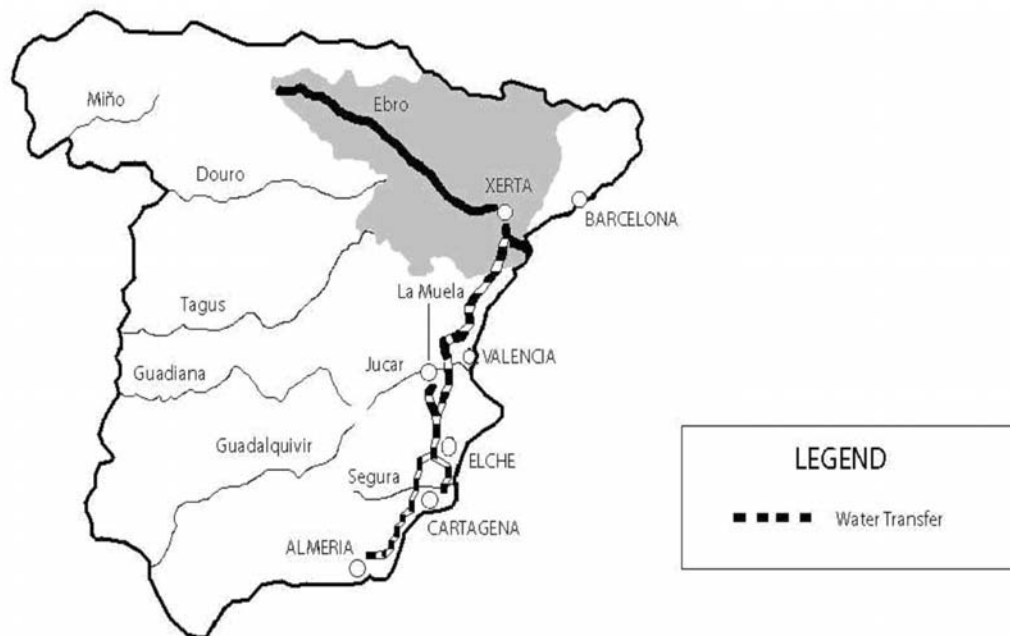 Miño
Ebro
Douro
XERTA
BARCELONA
Tagus
La Muela
Guadiana
Jucar
VALENCIA
Guadalquivir
Segura
ELCHE
CARTAGENA
ALMERIA
LEGEND
Water Transfer